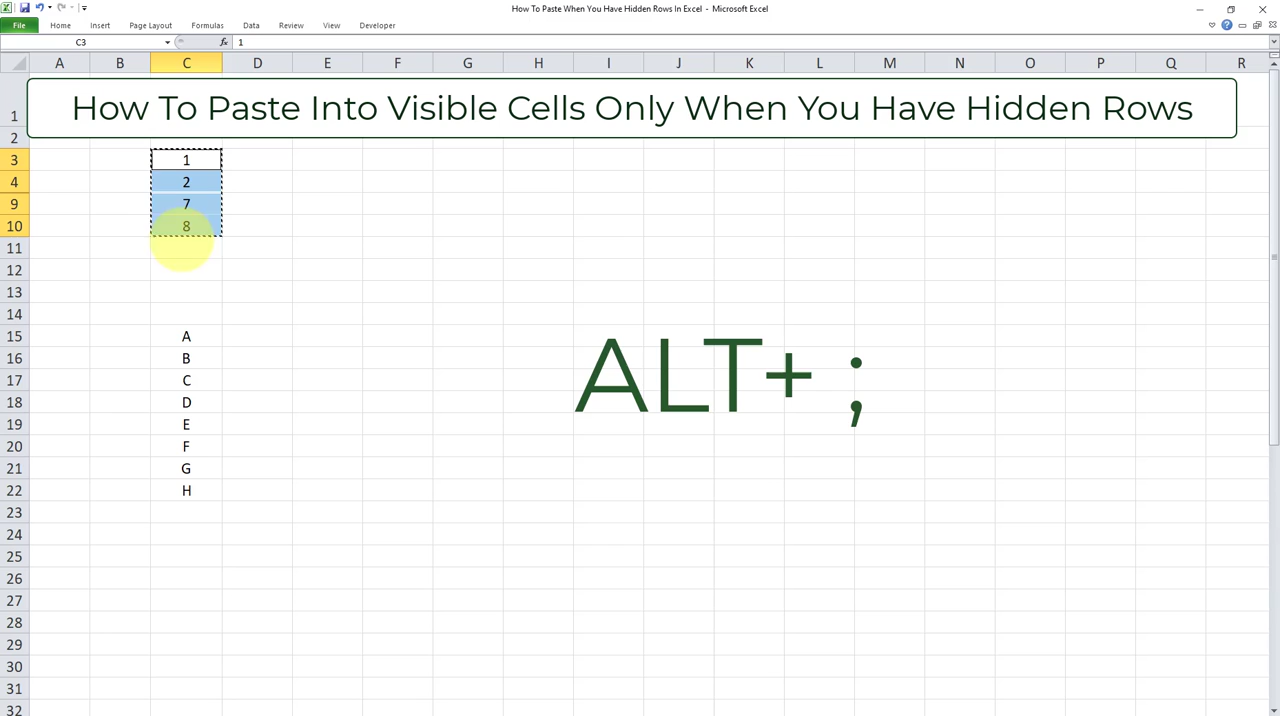 How To Paste When You Have Hidden Rows In Excel - Microsoft Excel
File Home Insert Page Layout Formulas Data Review View Developer
C3 fx 1
A B C D E F G H I J K L M N O P Q R
How To Paste Into Visible Cells Only When You Have Hidden Rows
1
2
3 1
4 2
9 7
10 8
11
12
13
14
15 A
16 B
17 C
18 D
19 E
20 F
21 G
22 H
ALT+ ;
23
24
25
26
27
28
29
30
31
32